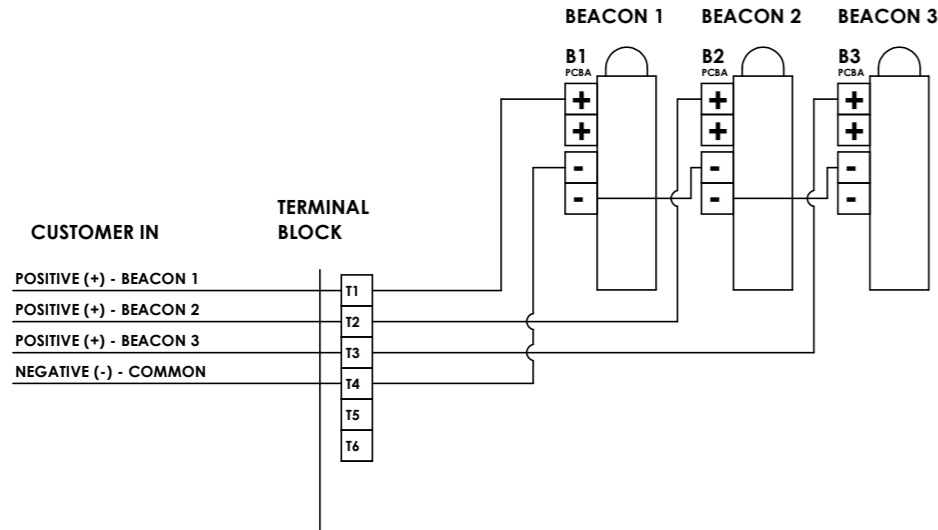 BEACON 1 BEACON 2 BEACON 3
B1 B2 B3
PCBA PCBA PCBA
+ + +
+ + +
- - -
- - -
TERMINAL
BLOCK
CUSTOMER IN
POSITIVE (+) - BEACON 1
T1
POSITIVE (+) - BEACON 2
T2
POSITIVE (+) - BEACON 3
T3
NEGATIVE (-) - COMMON
T4
T5
T6